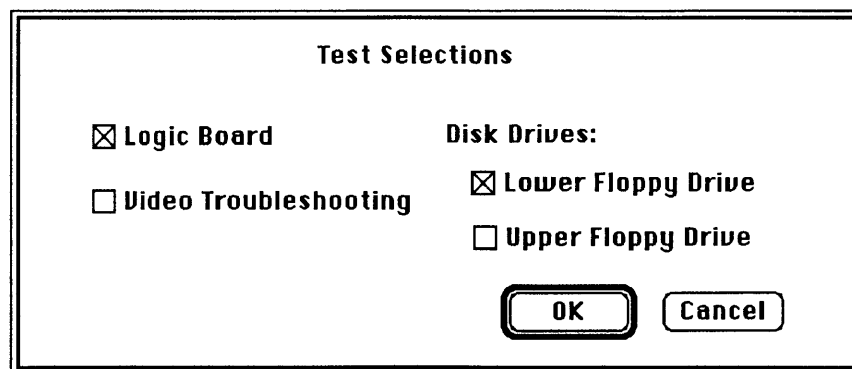 Test Selections
Logic Board
Video Troubleshooting
Disk Drives:
Lower Floppy Drive
Upper Floppy Drive
OK
Cancel